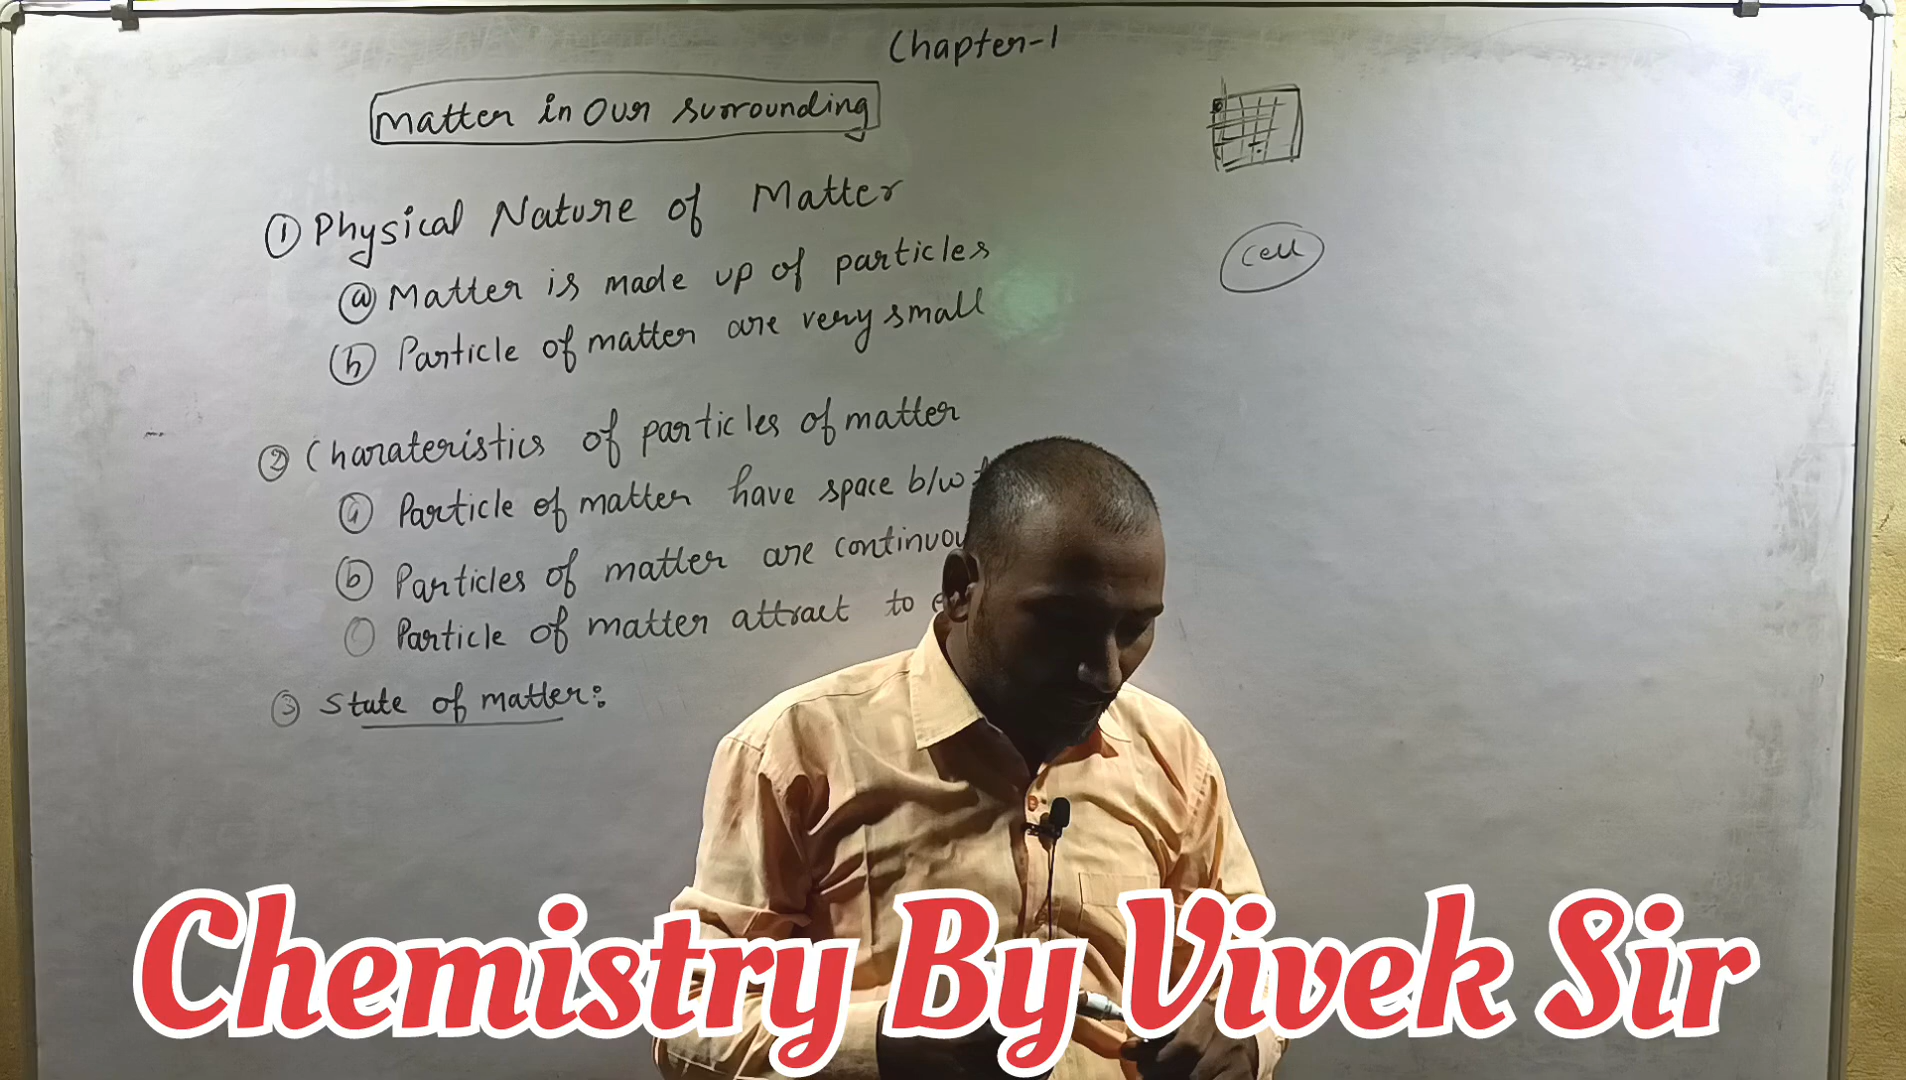 Chapter-1
Matter in Our surrounding
① Physical Nature of Matter
ⓐ Matter is made up of particles
ⓑ Particle of matter are very small
② Charateristics of particles of matter
ⓐ Particle of matter have space b/w
ⓑ Particles of matter are continuou
ⓒ Particle of matter attract to
③ State of matter:
cell
Chemistry By Vivek Sir